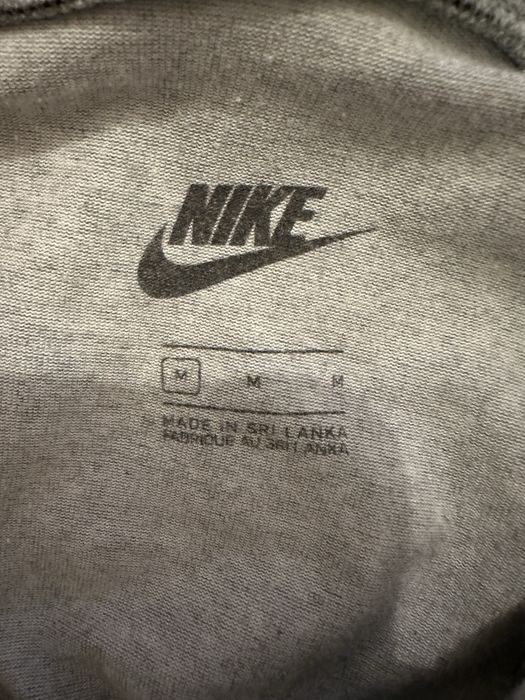 NIKE
M M M
MADE IN SRI LANKA
FABRIQUE AU SRI LANKA